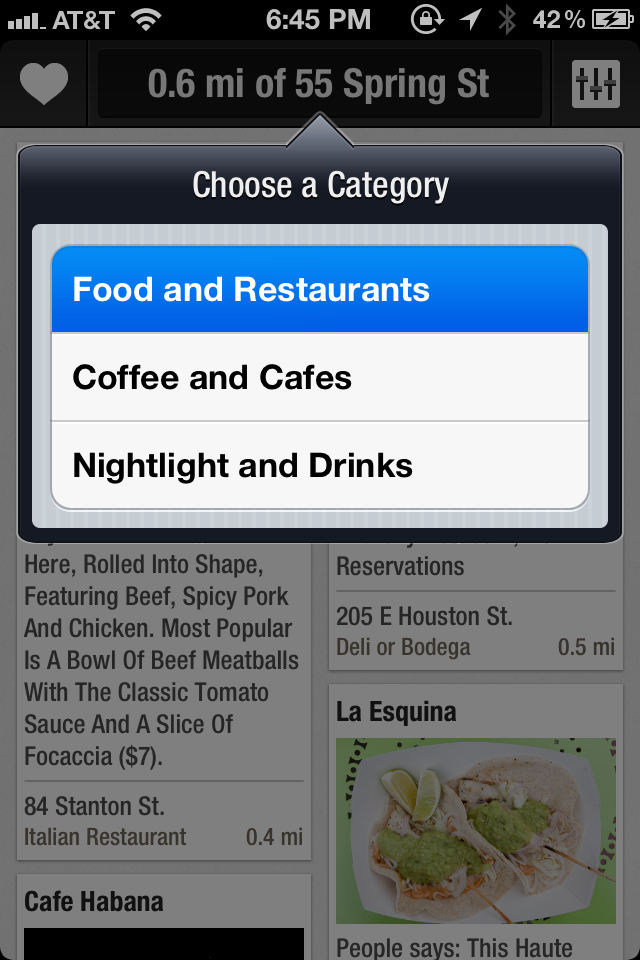 AT&T 6:45 PM 42%
0.6 mi of 55 Spring St
Choose a Category
Food and Restaurants
Coffee and Cafes
Nightlight and Drinks
Here, Rolled Into Shape,
Featuring Beef, Spicy Pork
And Chicken. Most Popular
Is A Bowl Of Beef Meatballs
With The Classic Tomato
Sauce And A Slice Of
Focaccia ($7).
84 Stanton St.
Italian Restaurant 0.4 mi
Cafe Habana
Reservations
205 E Houston St.
Deli or Bodega 0.5 mi
La Esquina
People says: This Haute